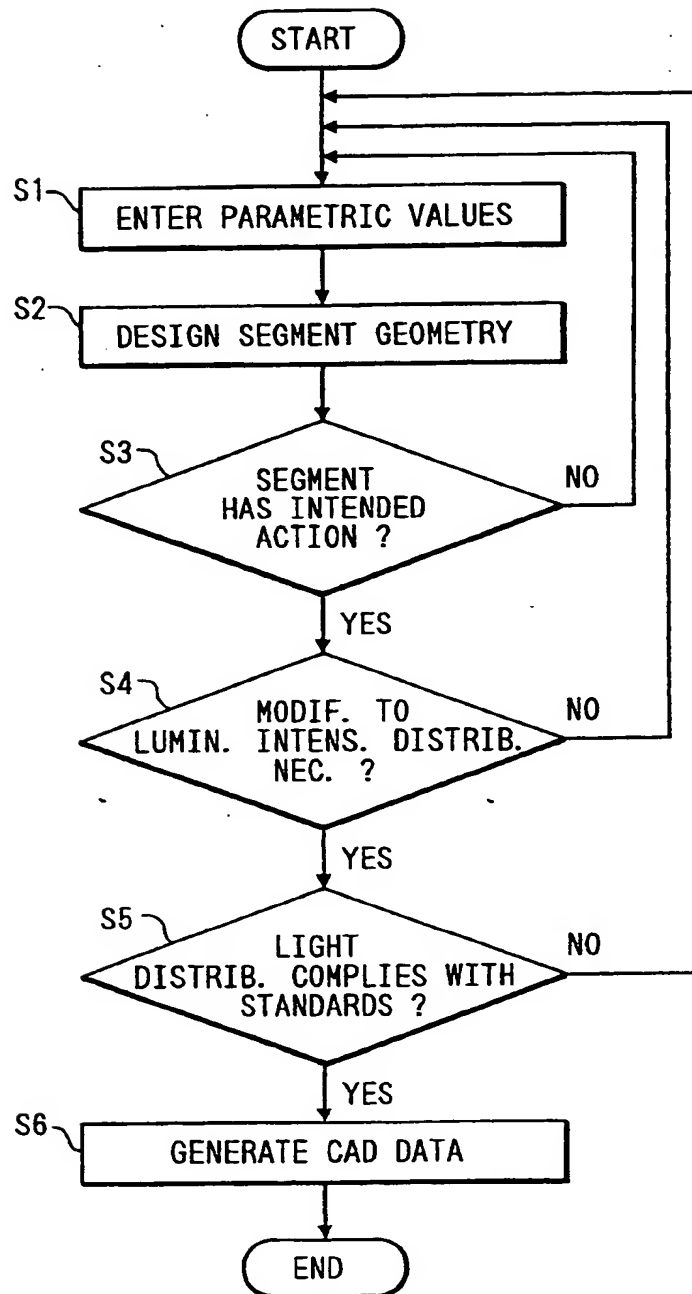 START
S1
ENTER PARAMETRIC VALUES
S2
DESIGN SEGMENT GEOMETRY
S3
SEGMENT
HAS INTENDED
ACTION ?
NO
YES
S4
MODIF. TO
LUMIN. INTENS. DISTRIB.
NEC. ?
NO
YES
S5
LIGHT
DISTRIB. COMPLIES WITH
STANDARDS ?
NO
YES
S6
GENERATE CAD DATA
END